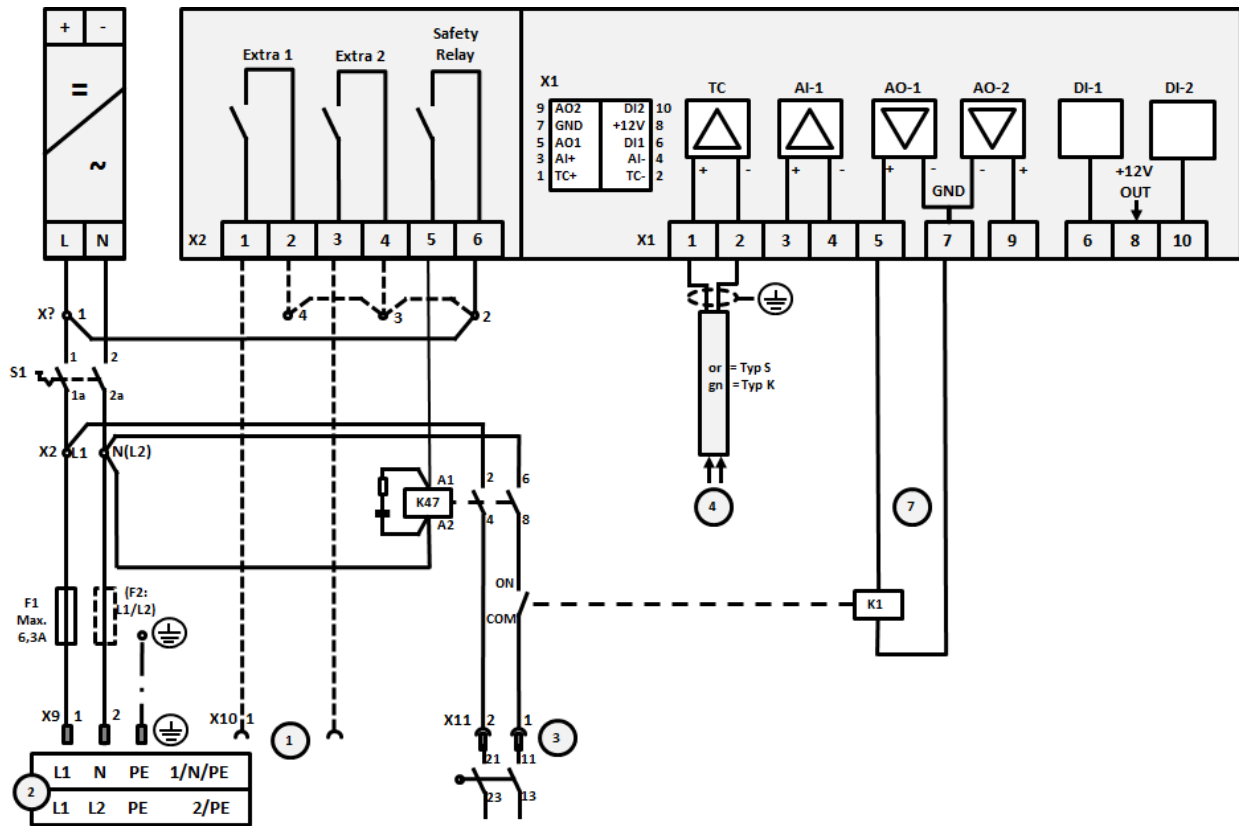 + -
=
~
L N
Extra 1 Extra 2 Safety
Relay
X2 1 2 3 4 5 6
X1
9 AO2 DI2 10
7 GND +12V 8
5 AO1 DI1 6
3 AI+ AI- 4
1 TC+ TC- 2
TC AI-1 AO-1 AO-2 DI-1 DI-2
+ - + - + - - +
GND
+12V
OUT
X1 1 2 3 4 5 7 9 6 8 10
X? 1 4 3 2
1 2
S1
1a 2a
or = Typ S
gn = Typ K
X2 L1 N(L2)
A1
K47
A2
2 6
4 8
4
7
ON
COM
K1
F1
Max.
6,3A
(F2:
L1/L2)
X9 1 2
X10 1
1
X11 2 1
3
21 11
23 13
2
L1 N PE 1/N/PE
L1 L2 PE 2/PE